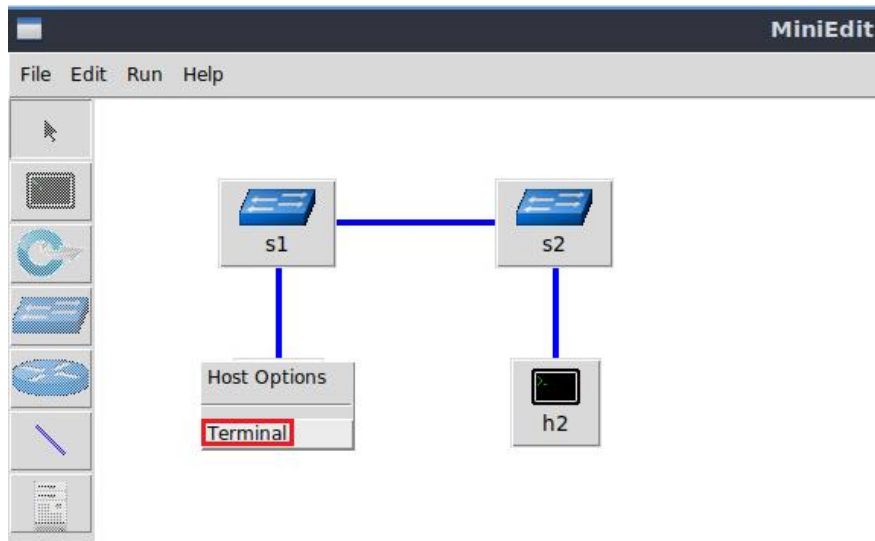 MiniEdit
File Edit Run Help
s1
s2
Host Options
Terminal
h2